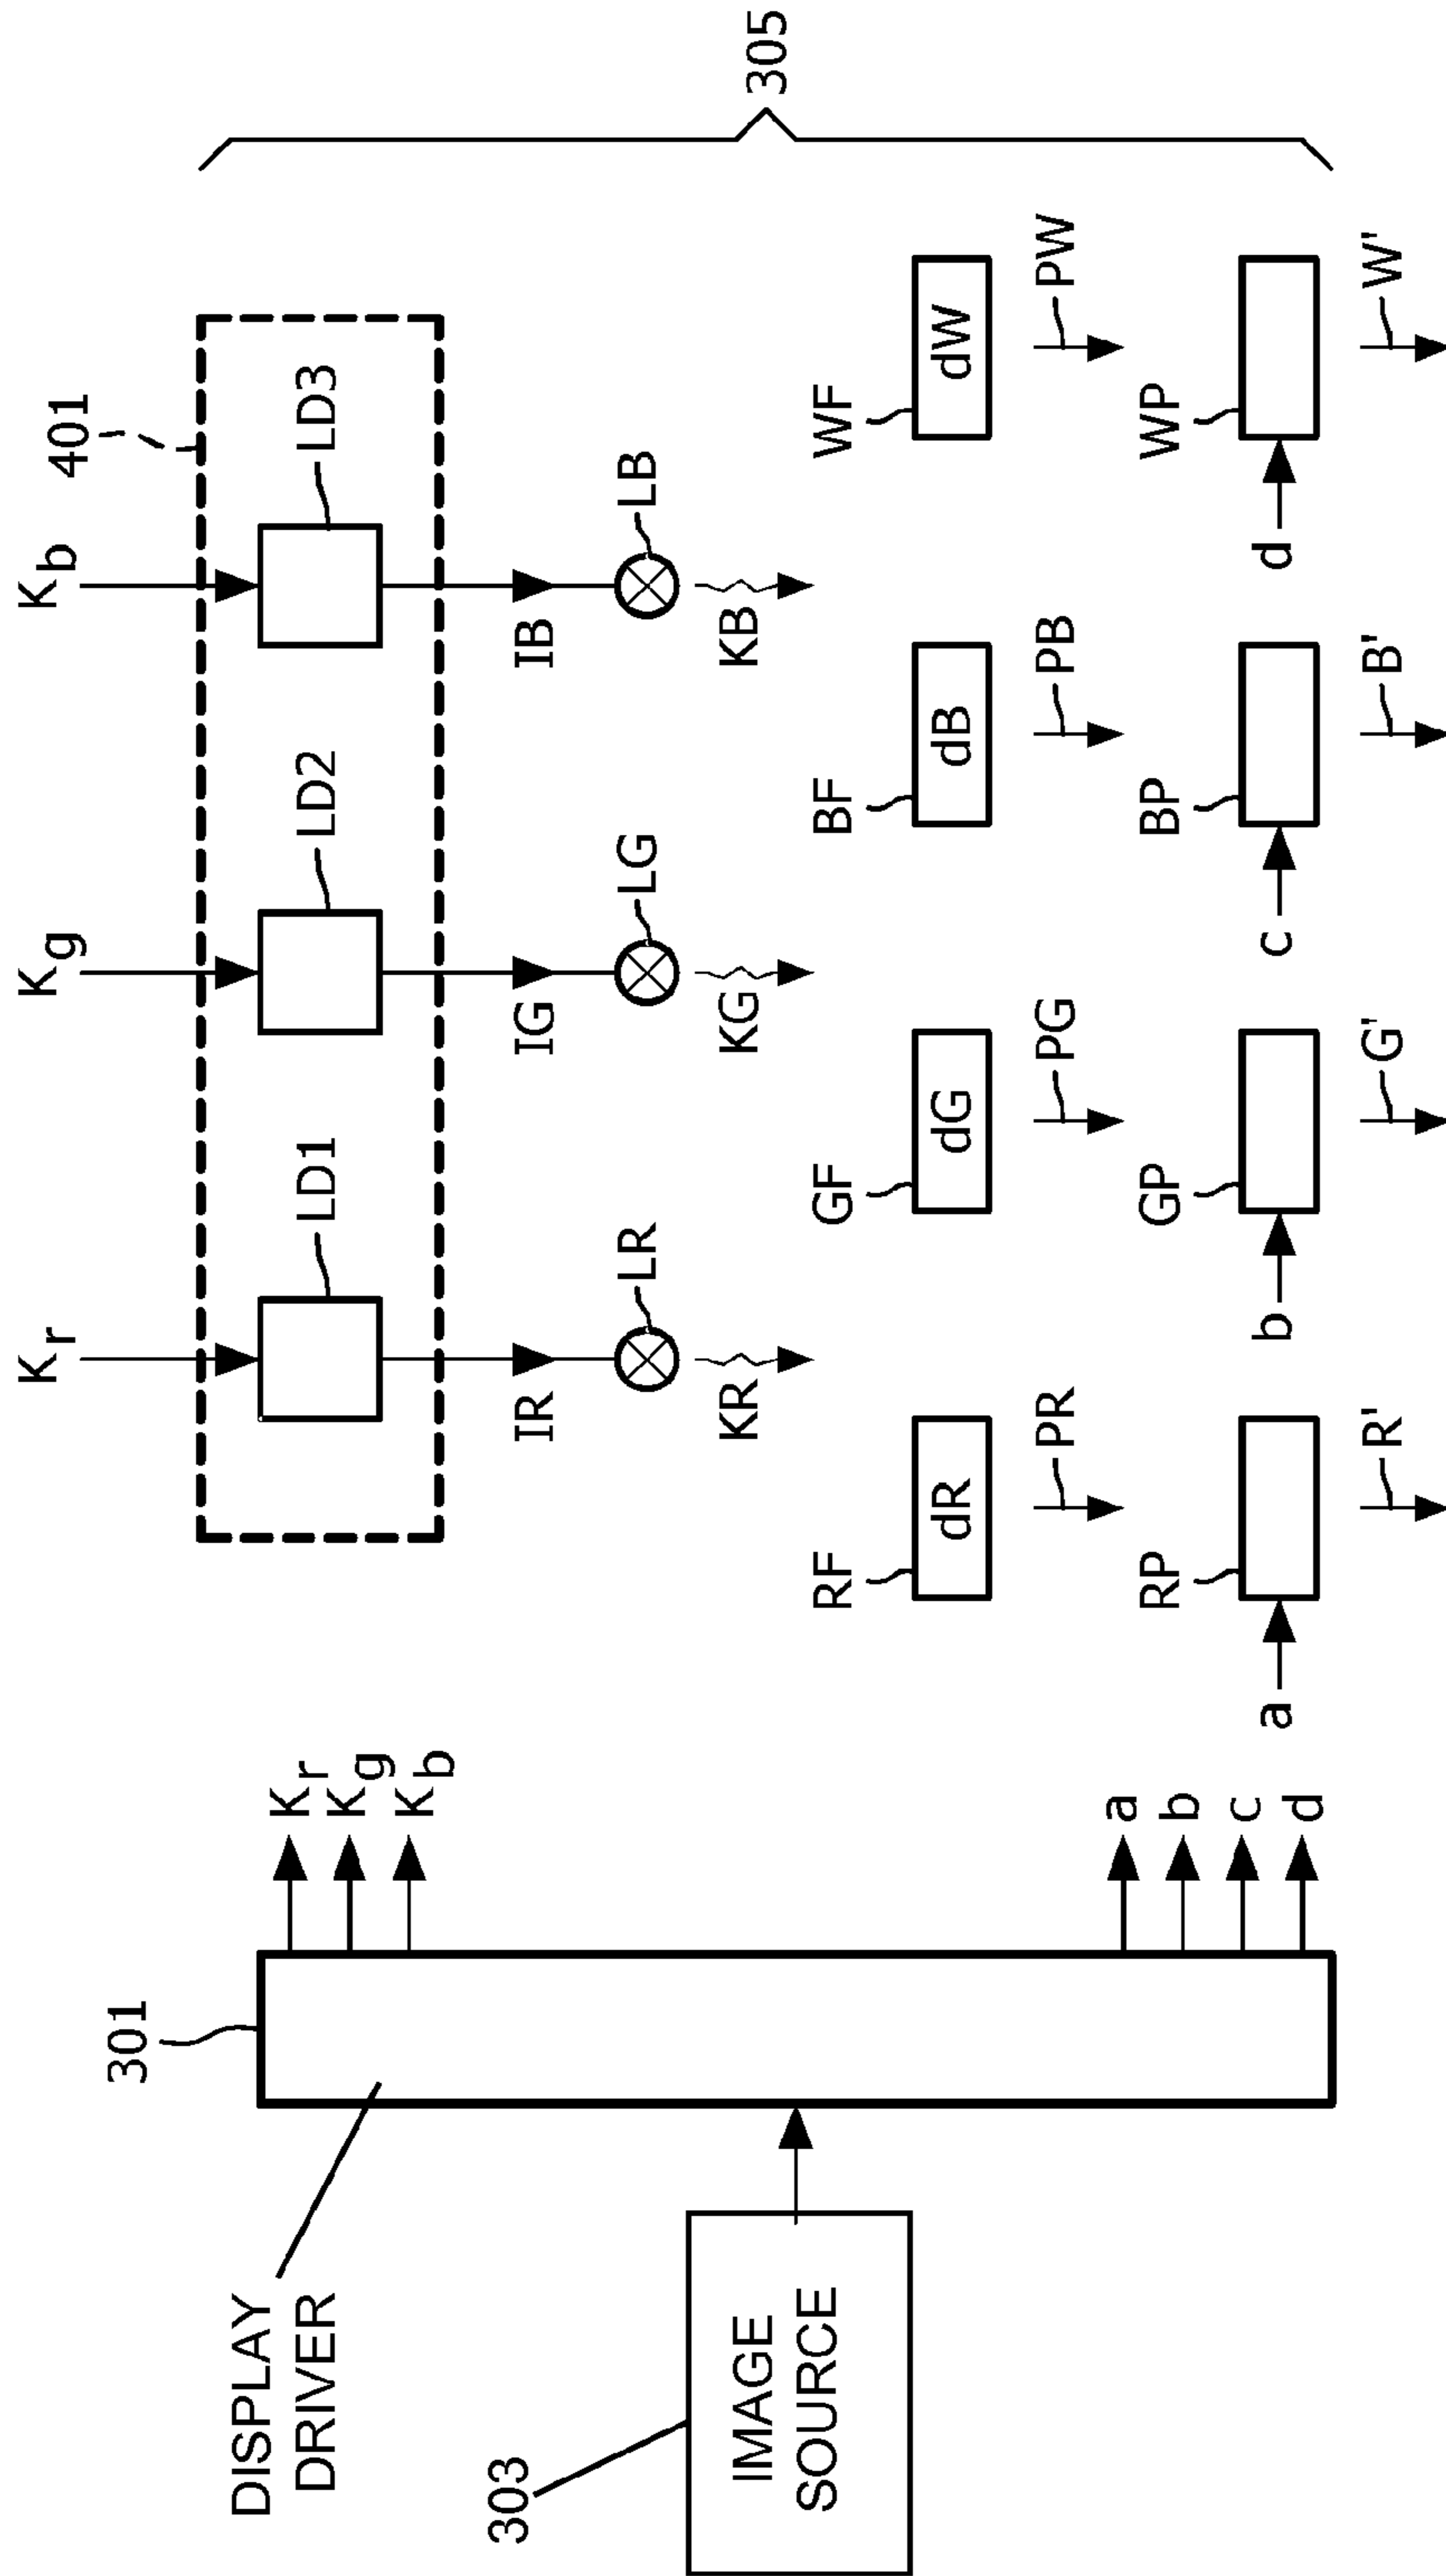 401
Kr
Kg
Kb
LD1
LD2
LD3
IR
IG
IB
LR
LG
LB
KR
KG
KB
RF
GF
BF
WF
dR
dG
dB
dW
PR
PG
PB
PW
RP
GP
BP
WP
a
b
c
d
R'
G'
B'
W'
305
301
DISPLAY
DRIVER
Kr
Kg
Kb
303
IMAGE
SOURCE
a
b
c
d